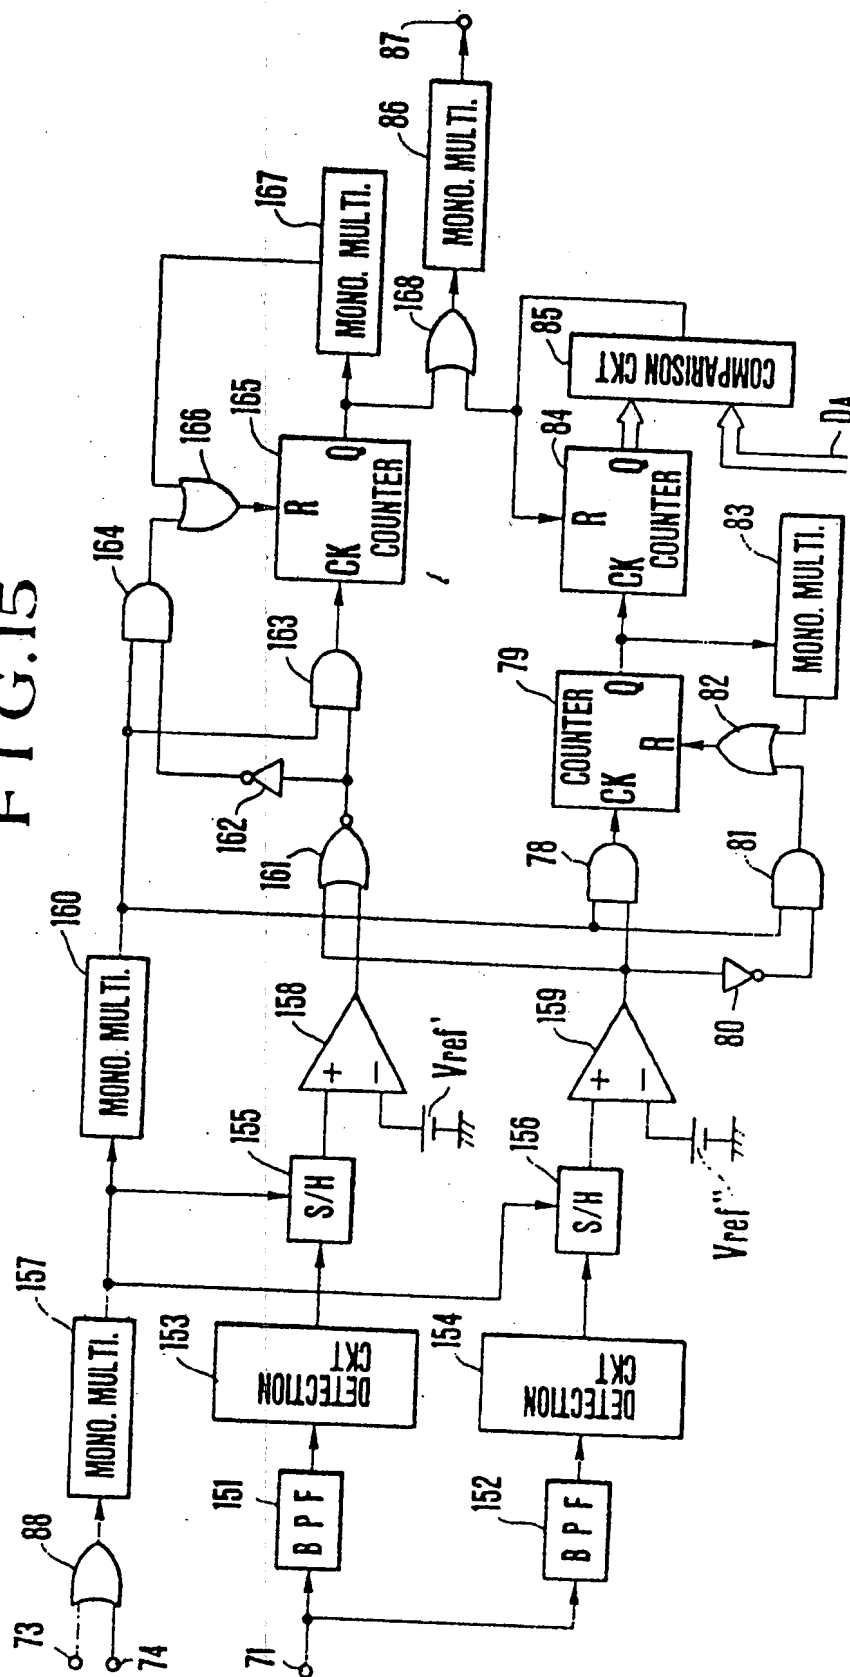 FIG.15
73
74
88
157
MONO. MULTI.
160
MONO. MULTI.
164
166
167
MONO. MULTI.
71
151
BPF
153
DETECTION
CKT
155
S/H
158
+
−
Vref'
161
162
163
165
R
CK
Q
COUNTER
168
86
MONO. MULTI.
87
152
BPF
154
DETECTION
CKT
156
S/H
159
+
−
Vref"
78
79
COUNTER
CK
Q
R
80
81
82
83
MONO. MULTI.
84
R
CK
Q
COUNTER
85
COMPARISON CKT
DA